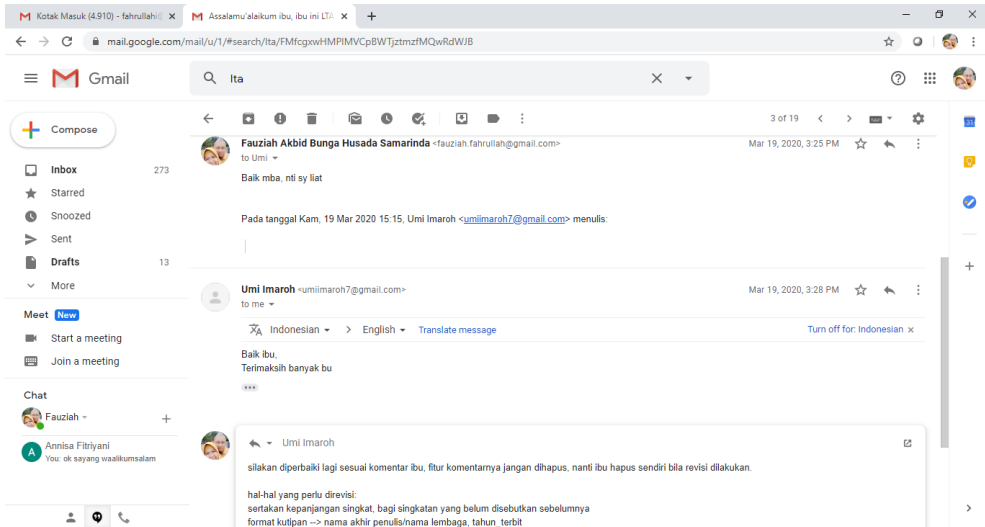 Kotak Masuk (4.910) - fahrullahi
Assalamu'alaikum ibu, ibu ini LTA
mail.google.com/mail/u/1/#search/lta/FMfcgxwHMPIMVCpBWTjztmzfMQwRdWJB
Gmail
lta
Compose
3 of 19
Inbox 273
Starred
Snoozed
Sent
Drafts 13
More
Meet New
Start a meeting
Join a meeting
Chat
Fauziah
Annisa Fitriyani
You: ok sayang waalikumsalam
Fauziah Akbid Bunga Husada Samarinda <fauziah.fahrullah@gmail.com> Mar 19, 2020, 3:25 PM
to Umi
Baik mba, nti sy liat
Pada tanggal Kam, 19 Mar 2020 15:15, Umi Imaroh <umiimaroh7@gmail.com> menulis:
Umi Imaroh <umiimaroh7@gmail.com> Mar 19, 2020, 3:28 PM
to me
Indonesian > English Translate message Turn off for: Indonesian x
Baik ibu,
Terimaksih banyak bu
Umi Imaroh
silakan diperbaiki lagi sesuai komentar ibu, fitur komentarnya jangan dihapus, nanti ibu hapus sendiri bila revisi dilakukan.
hal-hal yang perlu direvisi:
sertakan kepanjangan singkat, bagi singkatan yang belum disebutkan sebelumnya
format kutipan --> nama akhir penulis/nama lembaga, tahun_terbit
31
A